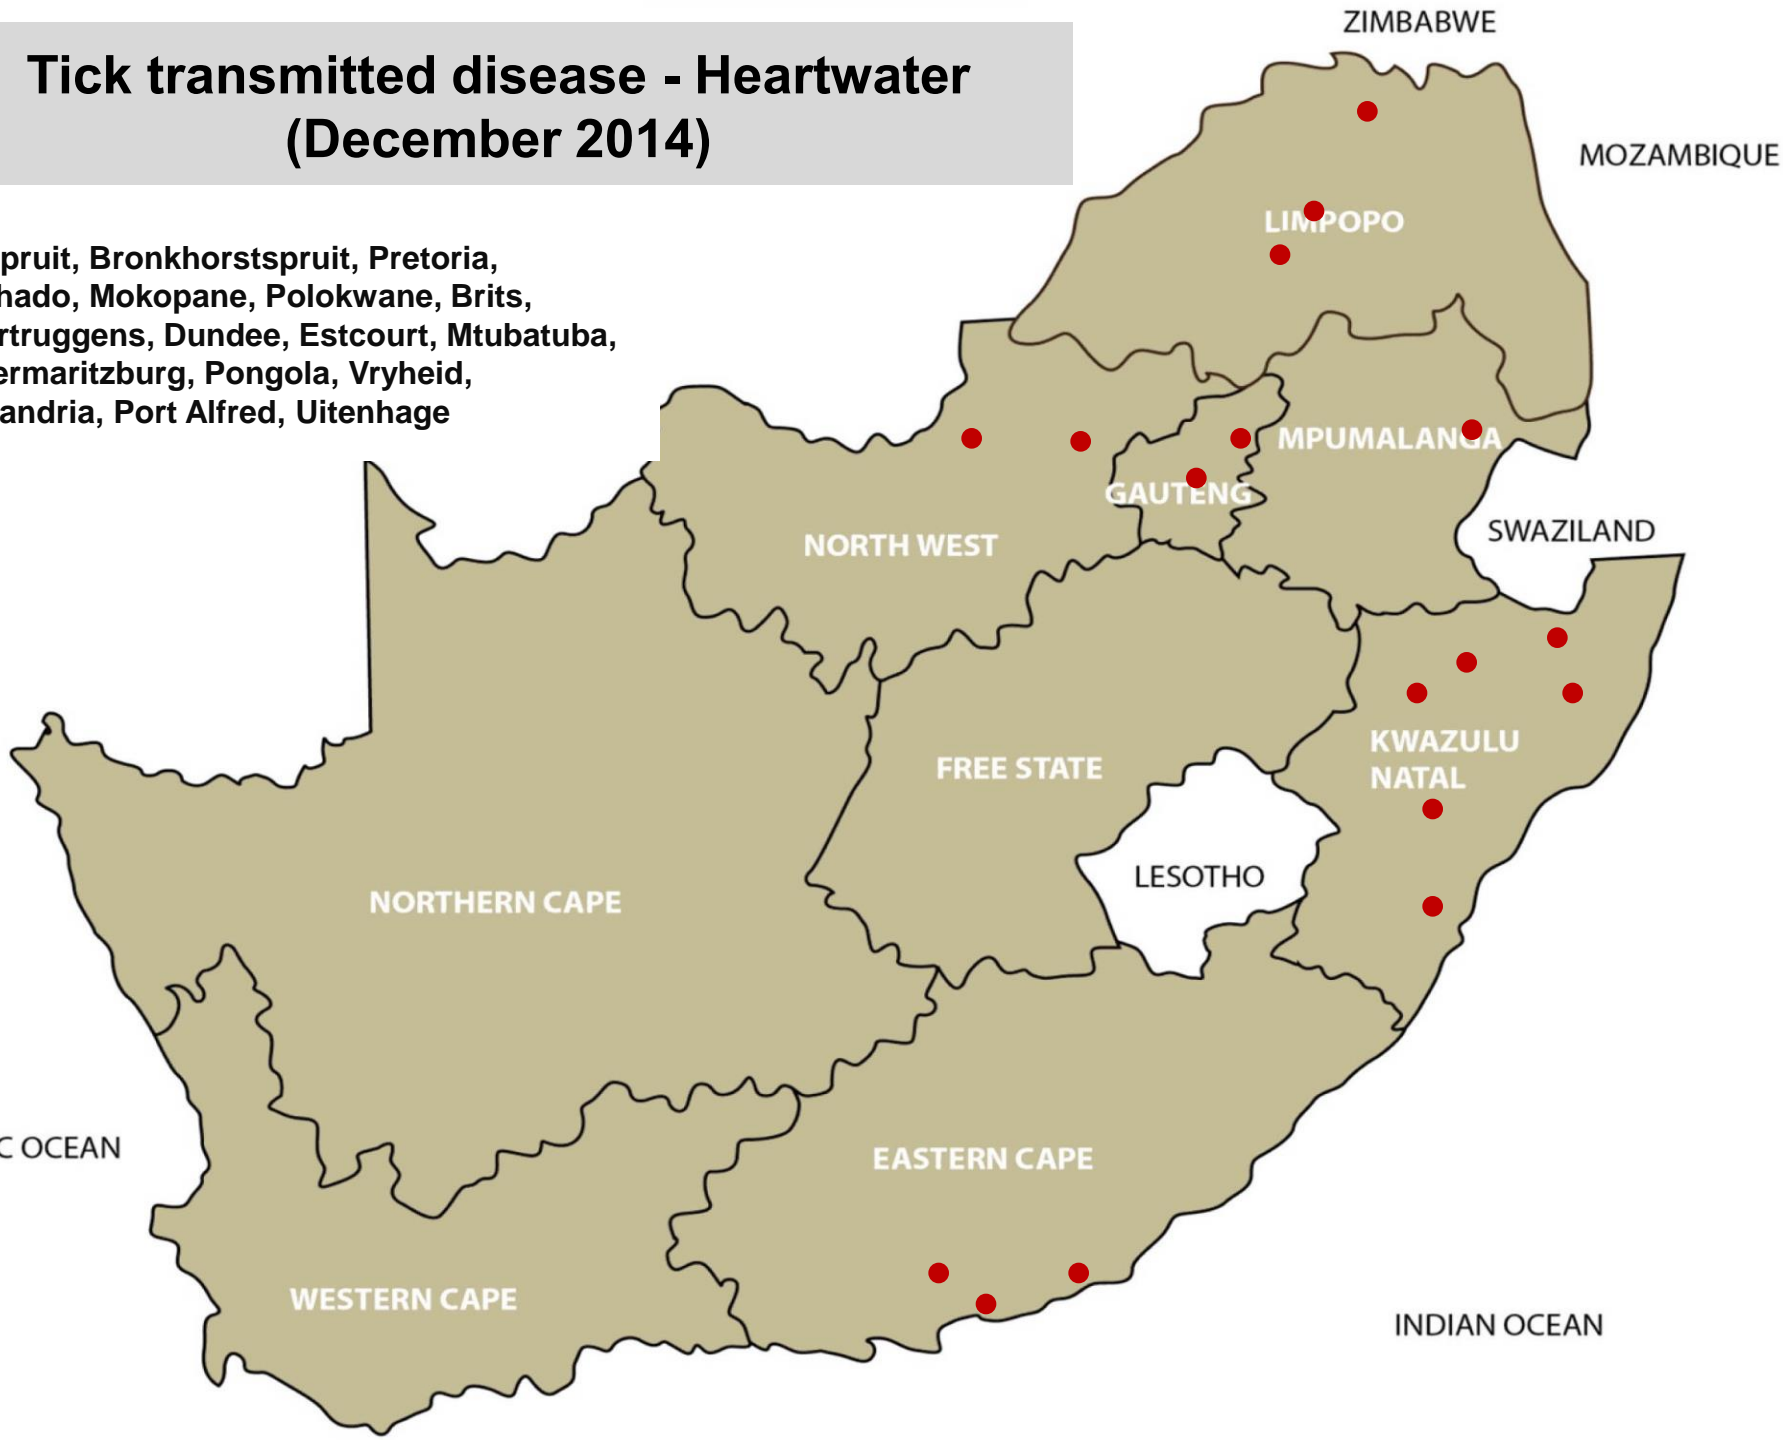 Tick transmitted disease - Heartwater
(December 2014)
pruit, Bronkhorstspruit, Pretoria,
hado, Mokopane, Polokwane, Brits,
rtruggens, Dundee, Estcourt, Mtubatuba,
ermaritzburg, Pongola, Vryheid,
andria, Port Alfred, Uitenhage
ZIMBABWE
MOZAMBIQUE
LIMPOPO
MPUMALANGA
GAUTENG
NORTH WEST
SWAZILAND
KWAZULU
NATAL
FREE STATE
LESOTHO
NORTHERN CAPE
C OCEAN
EASTERN CAPE
WESTERN CAPE
INDIAN OCEAN